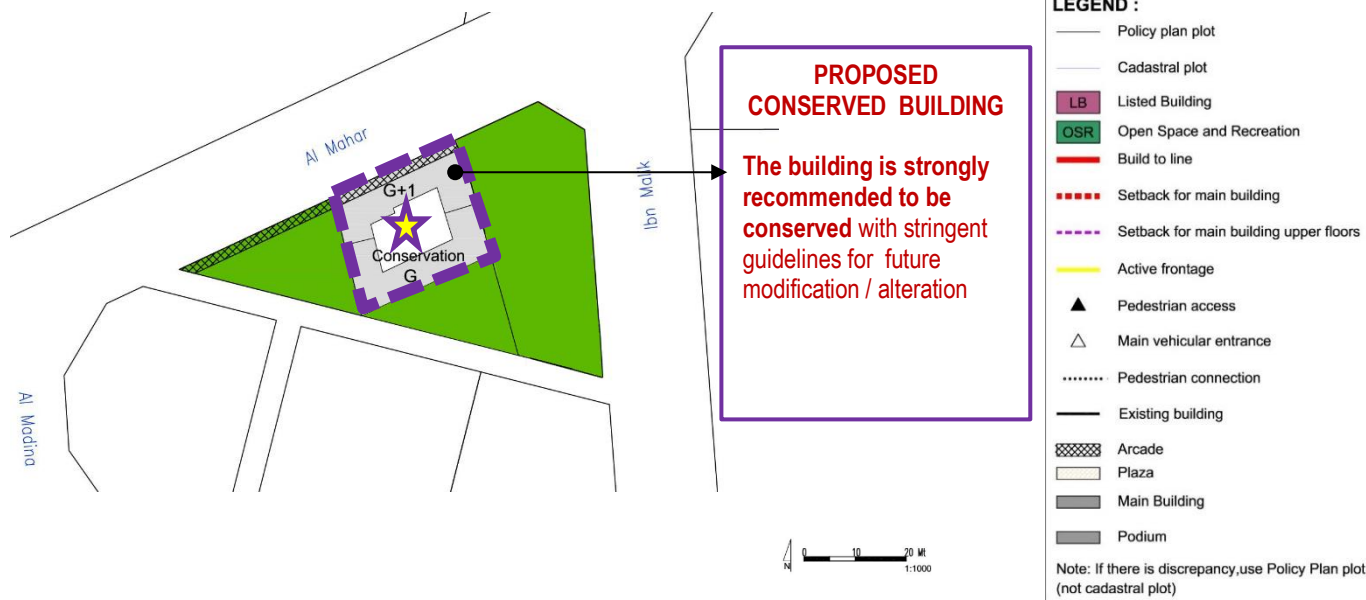 Al Mahar
G+1
Conservation
G
Ibn Malik
Al Madina
PROPOSED
CONSERVED BUILDING
The building is strongly
recommended to be
conserved with stringent
guidelines for future
modification / alteration
N
0 10 20 Mt
1:1000
LEGEND :
Policy plan plot
Cadastral plot
LB Listed Building
OSR Open Space and Recreation
Build to line
Setback for main building
Setback for main building upper floors
Active frontage
Pedestrian access
Main vehicular entrance
Pedestrian connection
Existing building
Arcade
Plaza
Main Building
Podium
Note: If there is discrepancy,use Policy Plan plot
(not cadastral plot)